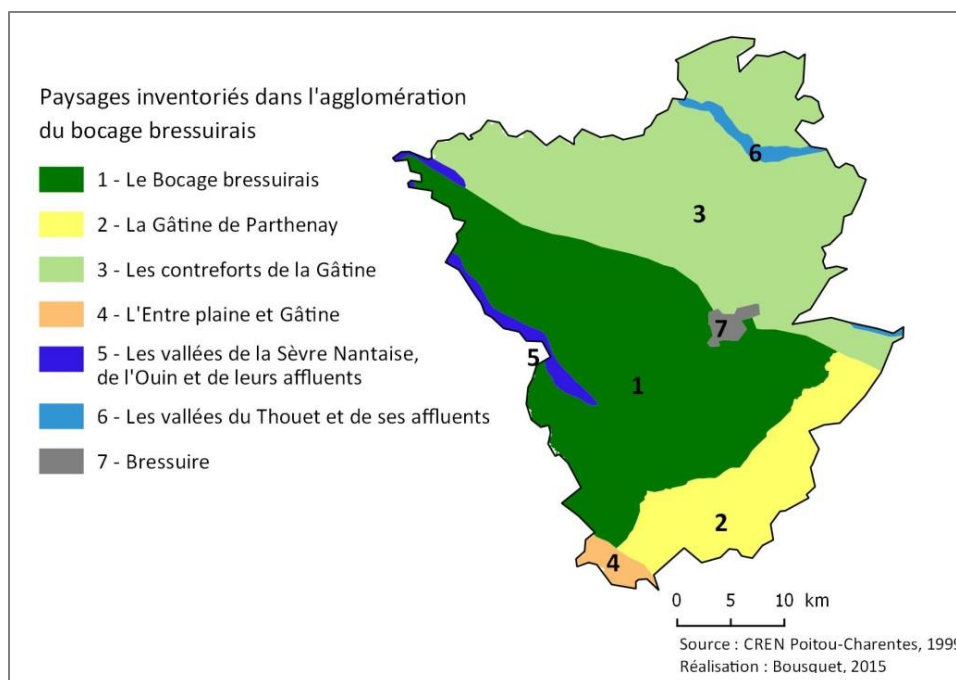 Paysages inventoriés dans l'agglomération
du bocage bressuirais
1 - Le Bocage bressuirais
2 - La Gâtine de Parthenay
3 - Les contreforts de la Gâtine
4 - L'Entre plaine et Gâtine
5 - Les vallées de la Sèvre Nantaise,
de l'Ouin et de leurs affluents
6 - Les vallées du Thouet et de ses affluents
7 - Bressuire
6
3
7
5
1
2
4
0 5 10 km
Source : CREN Poitou-Charentes, 1999
Réalisation : Bousquet, 2015